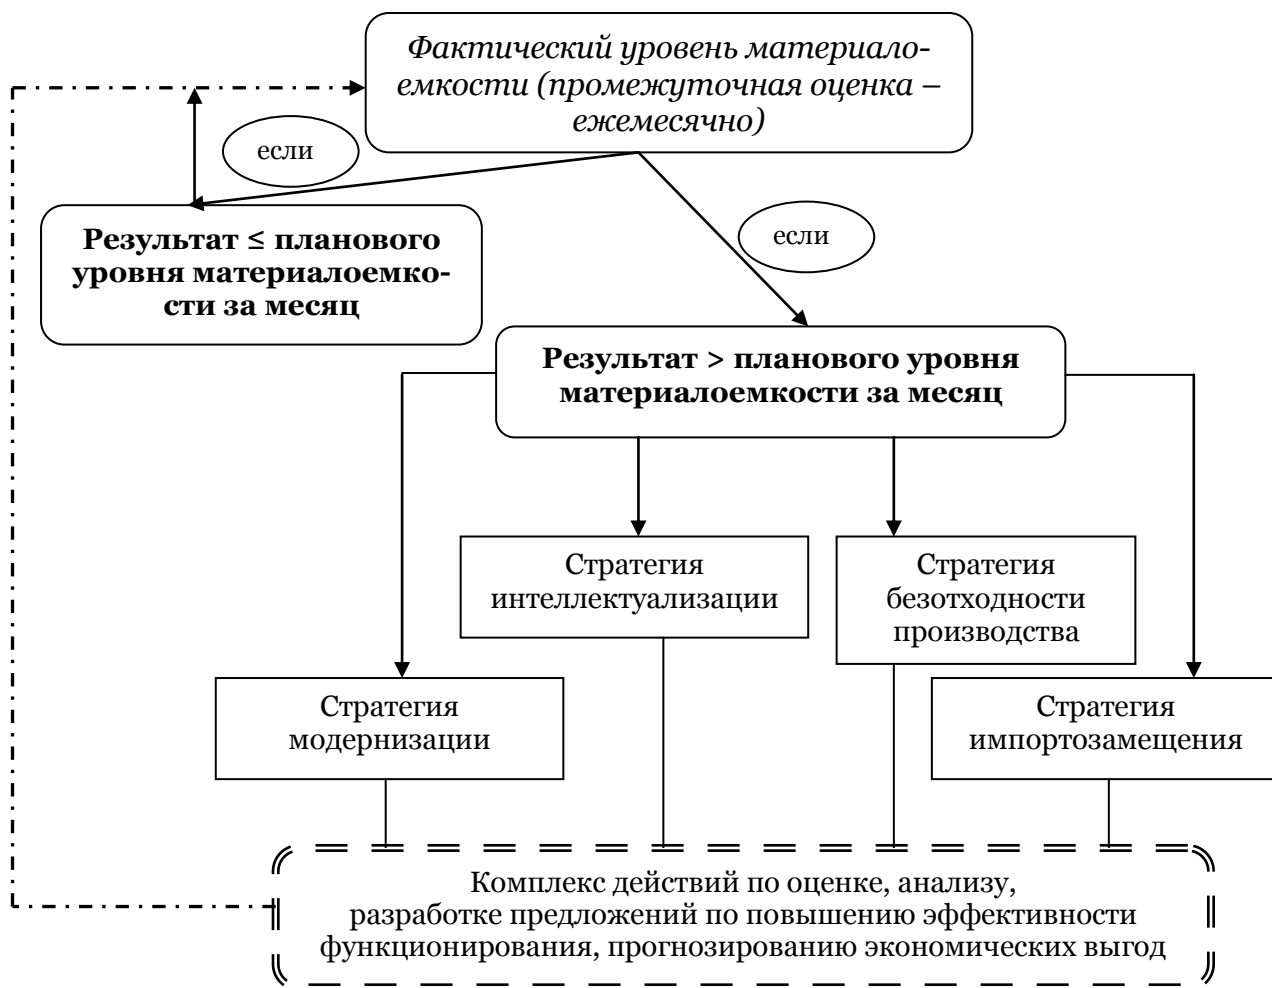 Фактический уровень материало-
емкости (промежуточная оценка –
ежемесячно)
если
Результат ≤ планового
уровня материалоемко-
сти за месяц
если
Результат > планового уровня
материалоемкости за месяц
Стратегия
интеллектуализации
Стратегия
безотходности
производства
Стратегия
модернизации
Стратегия
импортозамещения
Комплекс действий по оценке, анализу,
разработке предложений по повышению эффективности
функционирования, прогнозированию экономических выгод